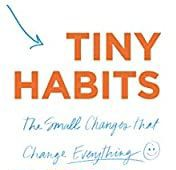 TINY
HABITS
The Small Changes that
Change Everything